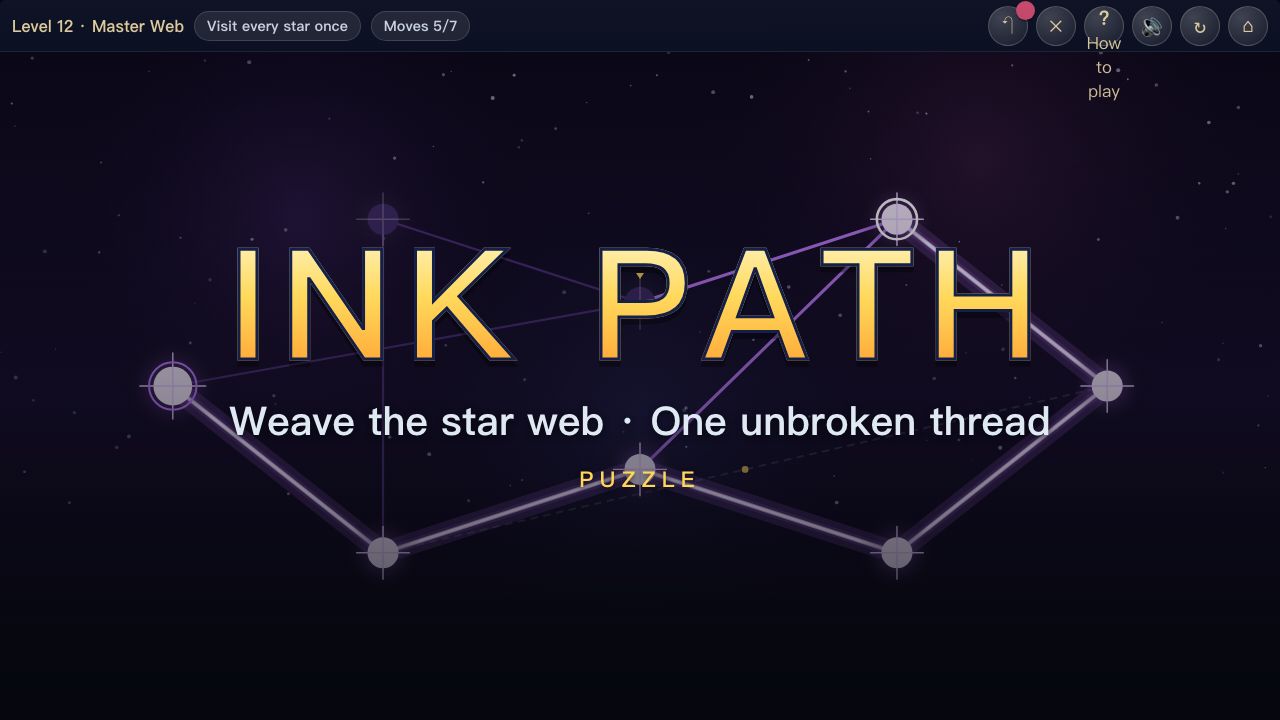 Level 12 · Master Web
Visit every star once
Moves 5/7
?
How
to
play
INK PATH
Weave the star web · One unbroken thread
PUZZLE